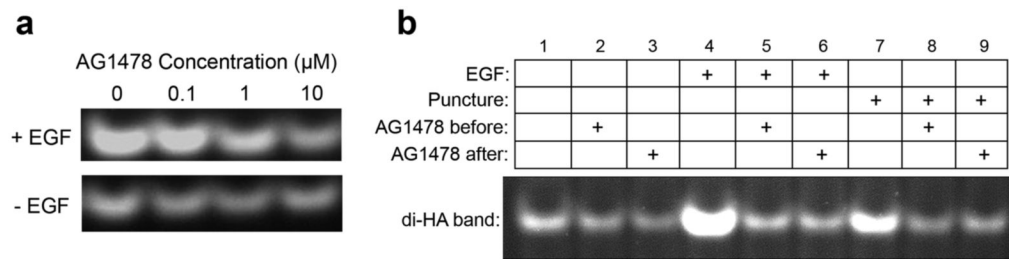 a
AG1478 Concentration (μM)
0 0.1 1 10
+ EGF
- EGF
b
1 2 3 4 5 6 7 8 9
EGF: + + +
Puncture: + + +
AG1478 before: + + +
AG1478 after: + + +
di-HA band: